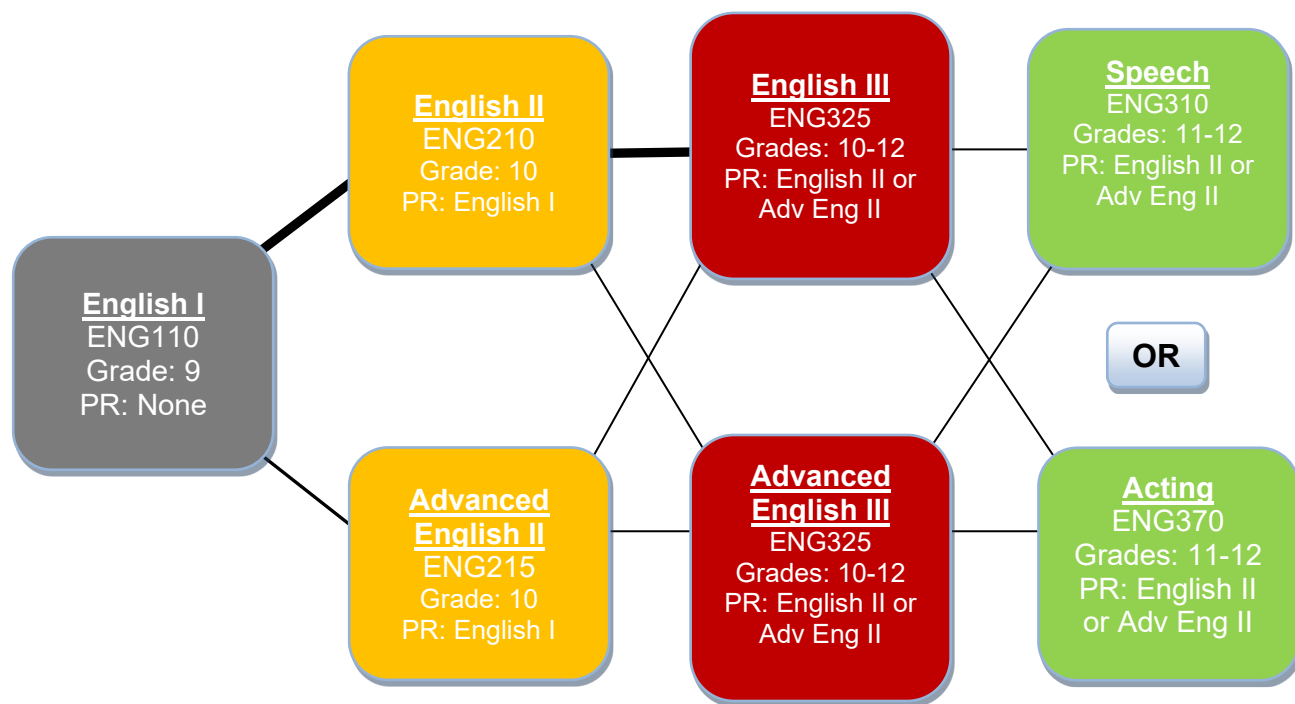 English I
ENG110
Grade: 9
PR: None
English II
ENG210
Grade: 10
PR: English I
Advanced
English II
ENG215
Grade: 10
PR: English I
English III
ENG325
Grades: 10-12
PR: English II or
Adv Eng II
Advanced
English III
ENG325
Grades: 10-12
PR: English II or
Adv Eng II
Speech
ENG310
Grades: 11-12
PR: English II or
Adv Eng II
OR
Acting
ENG370
Grades: 11-12
PR: English II
or Adv Eng II